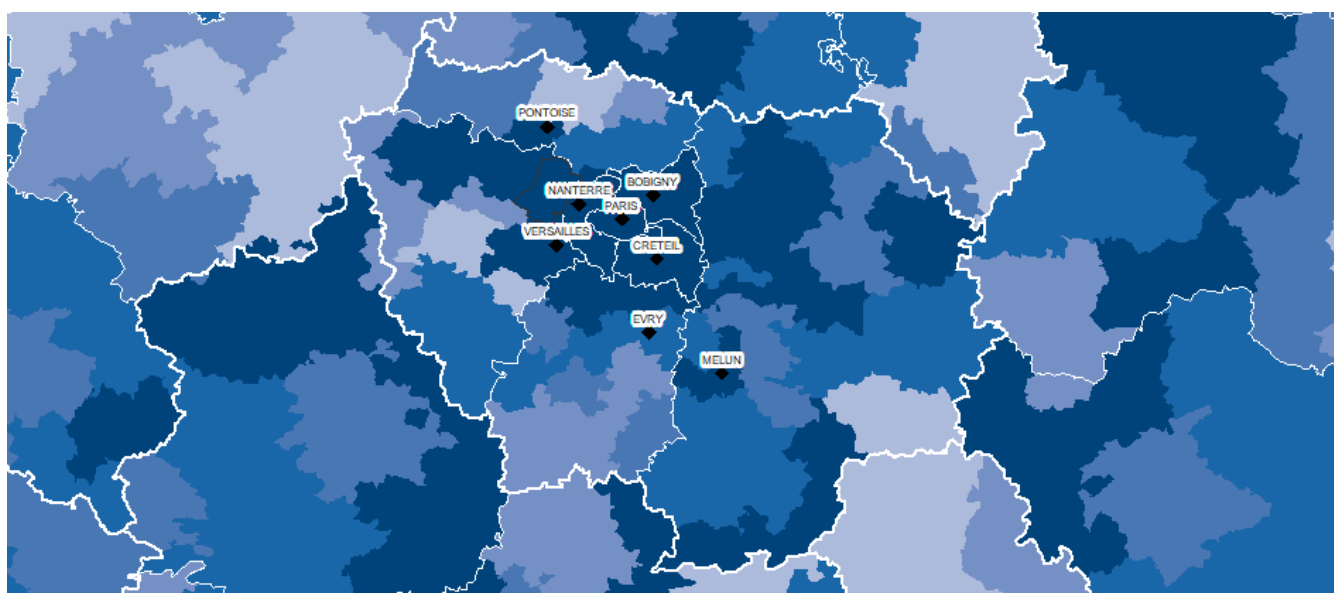 PONTOISE
BOBIGNY
NANTERRE
PARIS
VERSAILLES
CRETEIL
EVRY
MELUN